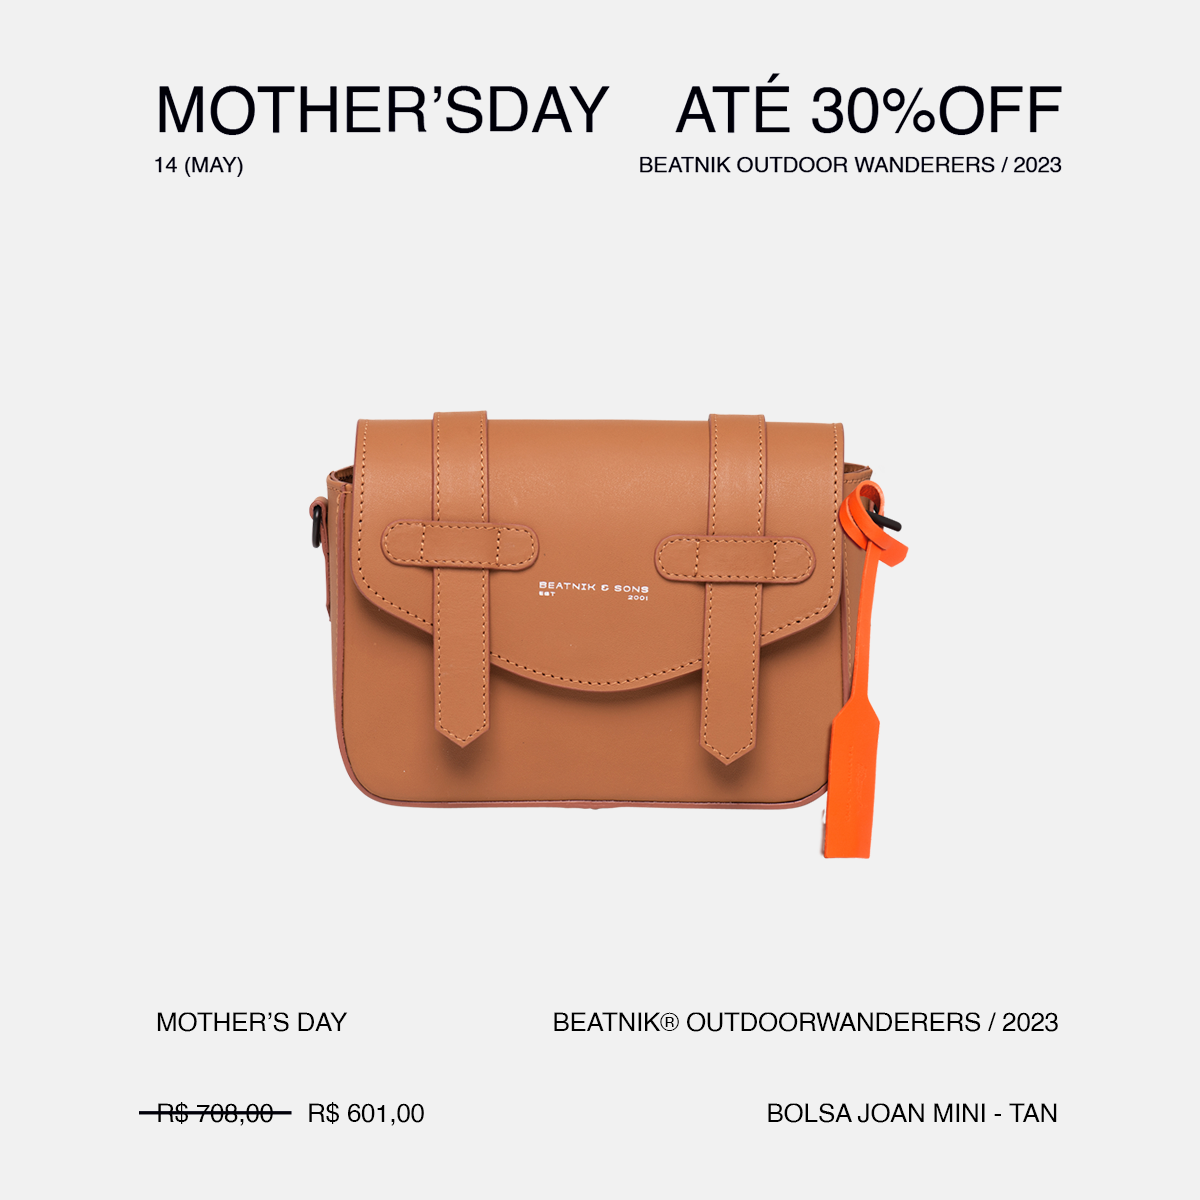 MOTHER'SDAY ATÉ 30%OFF
14 (MAY) BEATNIK OUTDOOR WANDERERS / 2023
BEATNIK & SONS
EST 2001
MOTHER'S DAY BEATNIK® OUTDOORWANDERERS / 2023
R$ 708,00 R$ 601,00 BOLSA JOAN MINI - TAN